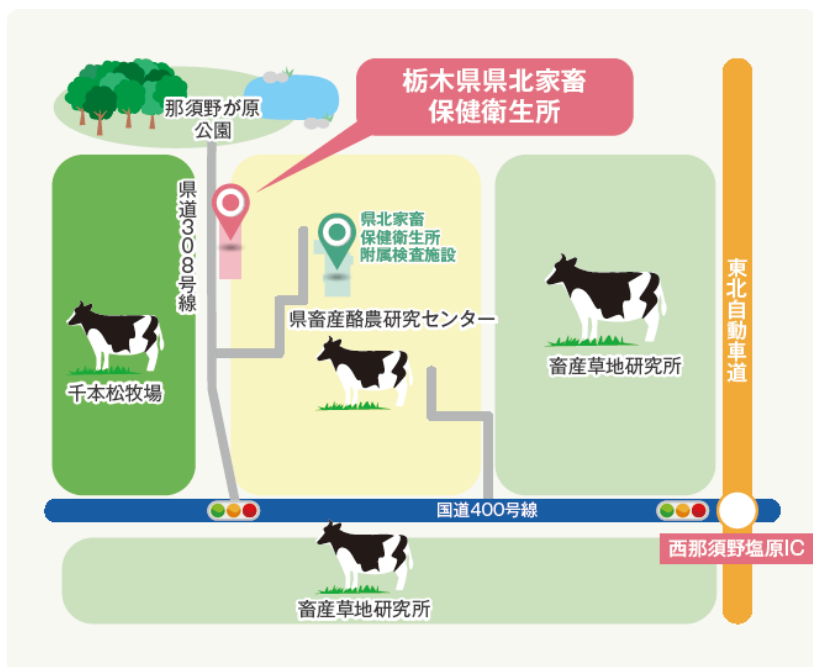 栃木県県北家畜
保健衛生所
那須野が原
公園
県道308号線
県北家畜
保健衛生所
附属検査施設
県畜産酪農研究センター
千本松牧場
畜産草地研究所
東北自動車道
国道400号線
西那須野塩原IC
畜産草地研究所